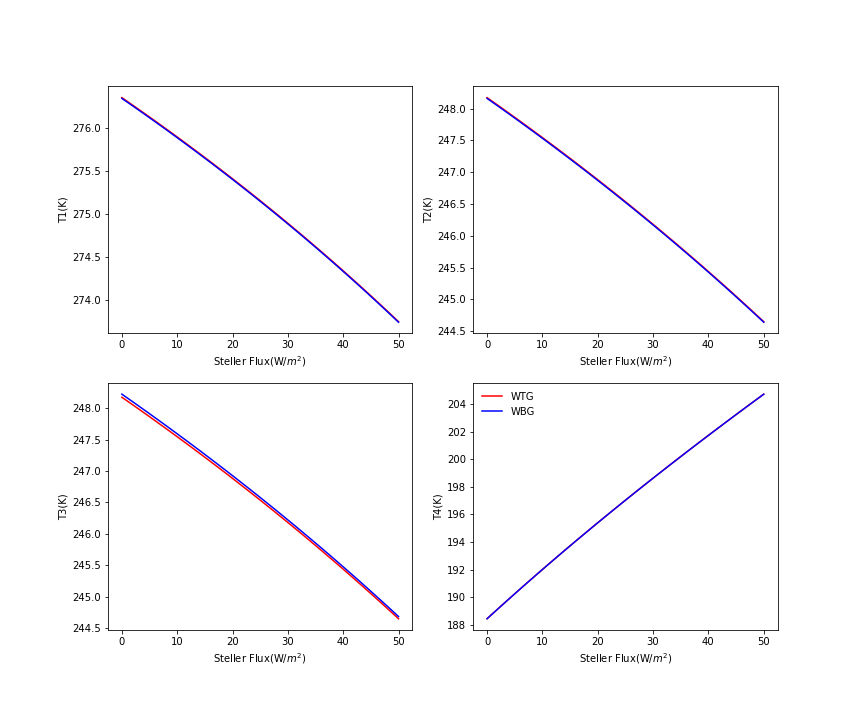 276.0
275.5
275.0
274.5
274.0
T1(K)
0 10 20 30 40 50
Steller Flux(W/m²)
248.0
247.5
247.0
246.5
246.0
245.5
245.0
244.5
T2(K)
0 10 20 30 40 50
Steller Flux(W/m²)
248.0
247.5
247.0
246.5
246.0
245.5
245.0
244.5
T3(K)
0 10 20 30 40 50
Steller Flux(W/m²)
WTG
WBG
204
202
200
198
196
194
192
190
188
T4(K)
0 10 20 30 40 50
Steller Flux(W/m²)